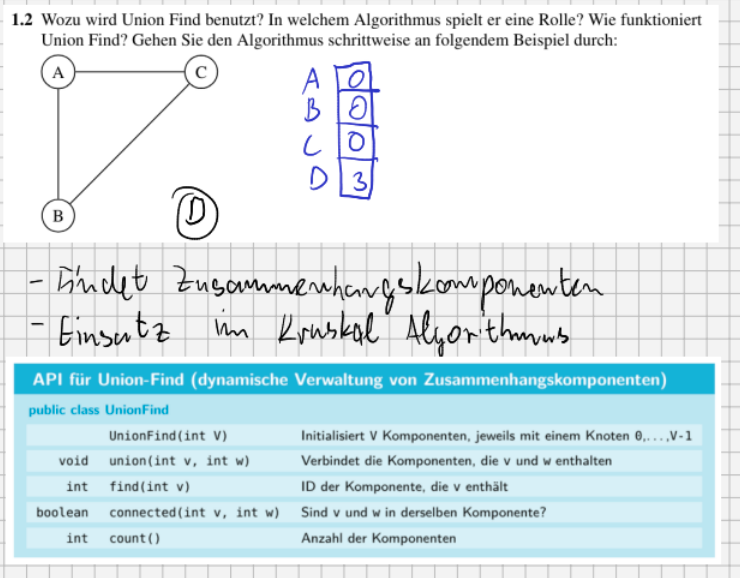 1.2 Wozu wird Union Find benutzt? In welchem Algorithmus spielt er eine Rolle? Wie funktioniert
Union Find? Gehen Sie den Algorithmus schrittweise an folgendem Beispiel durch:
A C
B D
A 0
B 0
C 0
D 3
- Findet Zusammenhangskomponenten
- Einsatz im Kruskal Algorithmus
API für Union-Find (dynamische Verwaltung von Zusammenhangskomponenten)
public class UnionFind
UnionFind(int V) Initialisiert V Komponenten, jeweils mit einem Knoten 0,...,V-1
void union(int v, int w) Verbindet die Komponenten, die v und w enthalten
int find(int v) ID der Komponente, die v enthält
boolean connected(int v, int w) Sind v und w in derselben Komponente?
int count() Anzahl der Komponenten